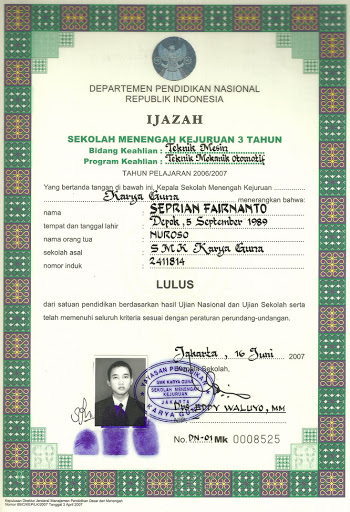 DEPARTEMEN PENDIDIKAN NASIONAL
REPUBLIK INDONESIA
IJAZAH
SEKOLAH MENENGAH KEJURUAN 3 TAHUN
Bidang Keahlian : Teknik Mesin
Program Keahlian : Teknik Mekanik Otomotif
TAHUN PELAJARAN 2006/2007
Yang bertanda tangan di bawah ini, Kepala Sekolah Menengah Kejuruan
Karya Guna menerangkan bahwa:
nama : SEPRIAN FAIRNANTO
tempat dan tanggal lahir : Depok, 5 September 1989
nama orang tua : NUROSO
sekolah asal : SMK Karya Guna
nomor induk : 2411814
LULUS
dari satuan pendidikan berdasarkan hasil Ujian Nasional dan Ujian Sekolah serta
telah memenuhi seluruh kriteria sesuai dengan peraturan perundang-undangan.
Jakarta, 16 Juni 2007
Kepala Sekolah,
YAYASAN PENDIDIKAN
SMK KARYA GUNA
SEKOLAH MENENGAH
KEJURUAN
JAKARTA
KARYA GUNA
Drs. EDDY WALUYO, MM
No. DN-01 Mk 0008525
Keputusan Direktur Jenderal Manajemen Pendidikan Dasar dan Menengah
Tanggal 3 April 2007